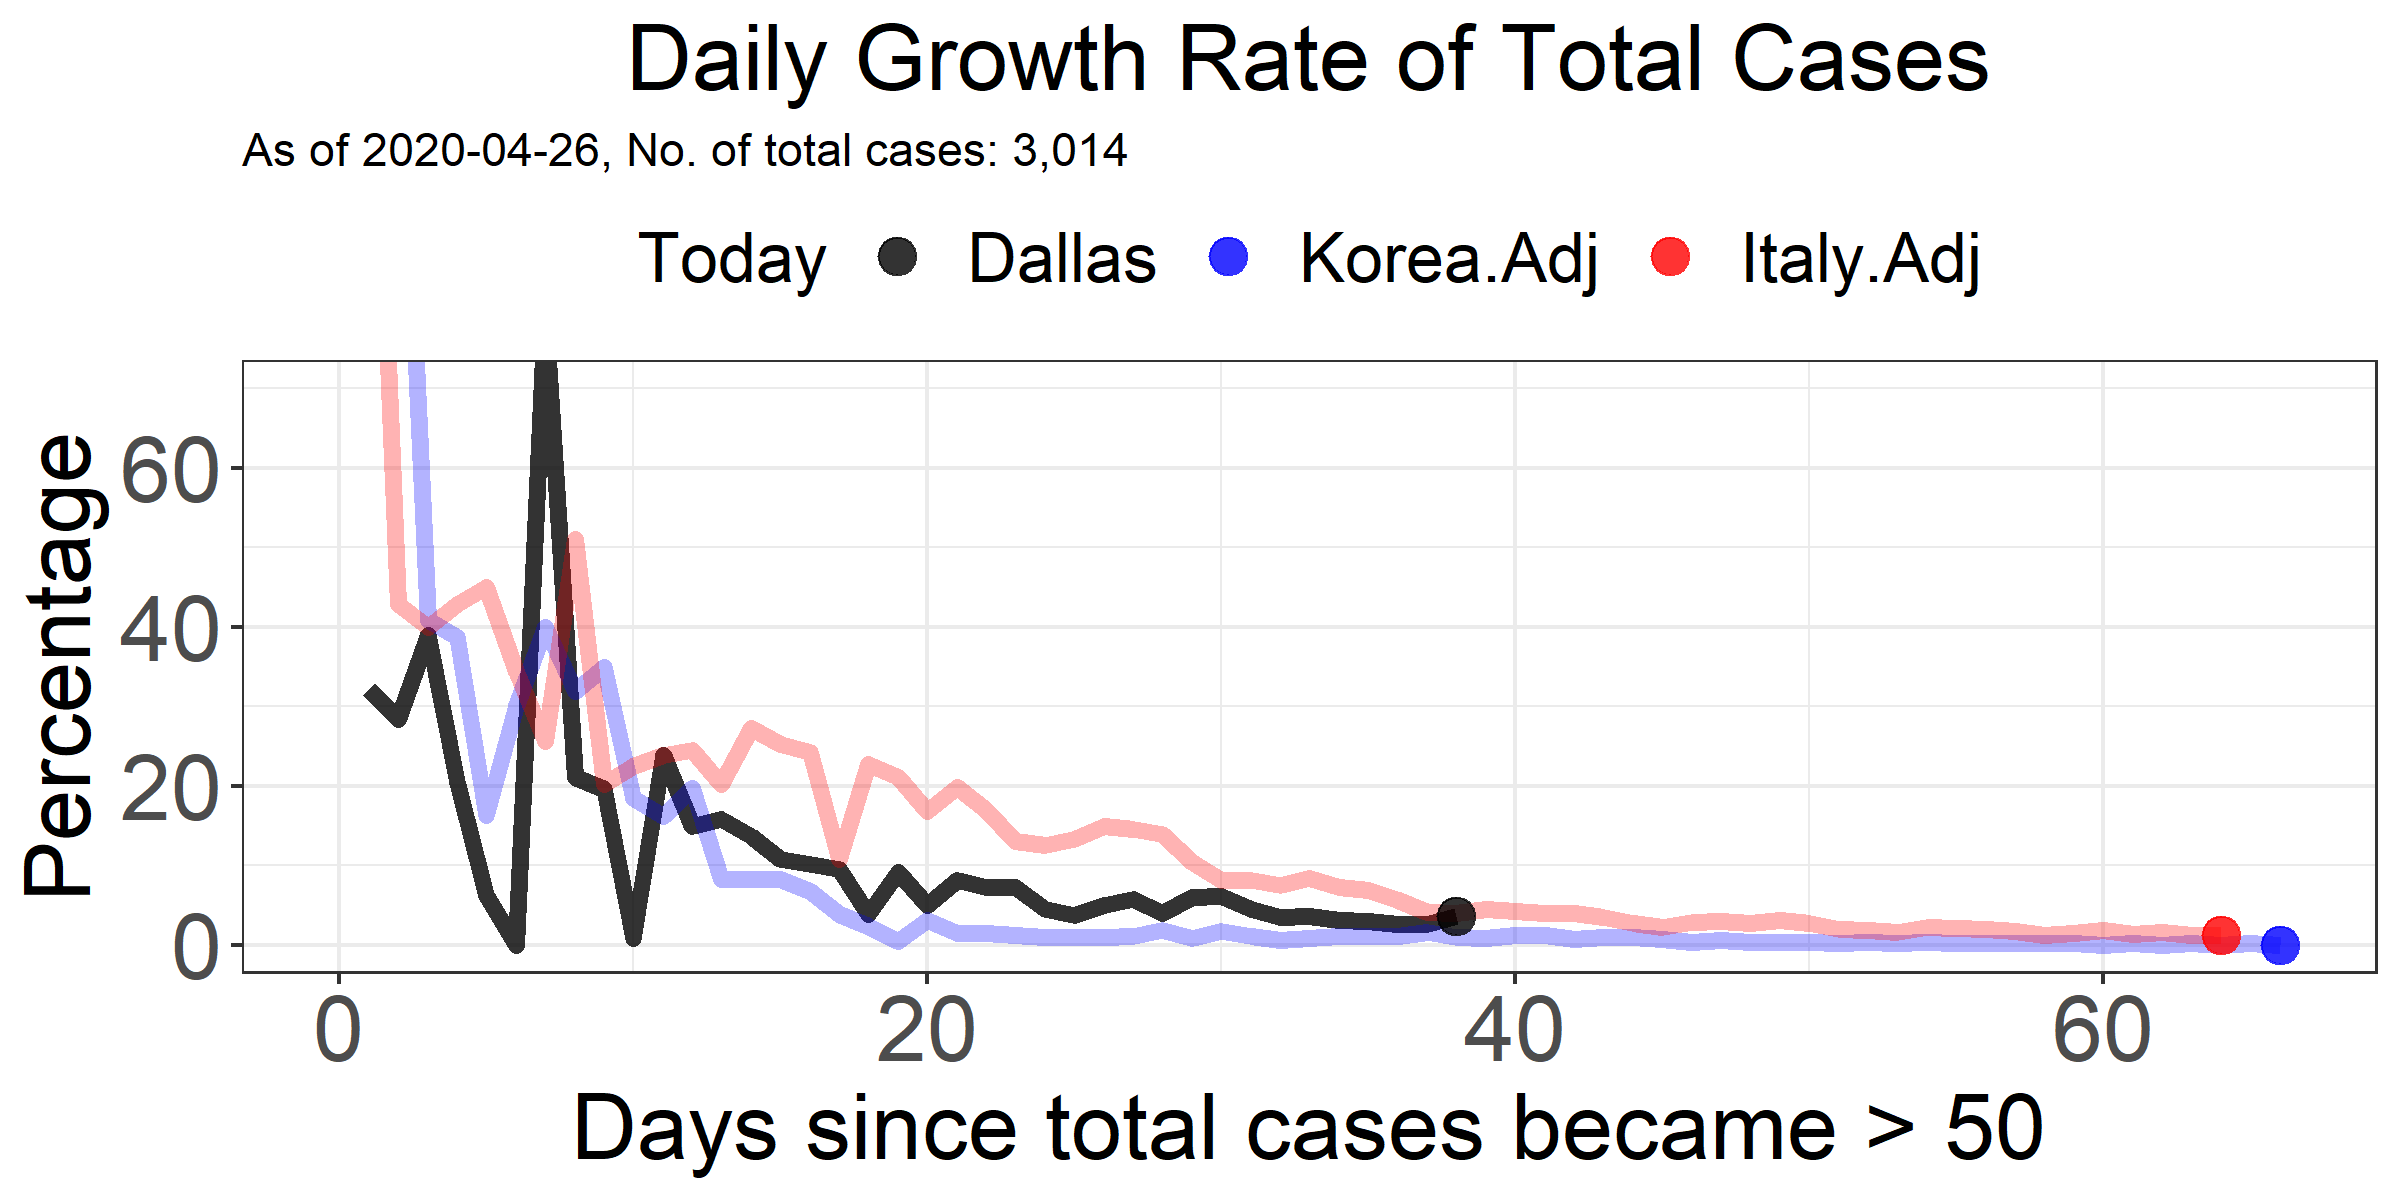 Daily Growth Rate of Total Cases
As of 2020-04-26, No. of total cases: 3,014
Today Dallas Korea.Adj Italy.Adj
Percentage
60
40
20
0
0 20 40 60
Days since total cases became > 50